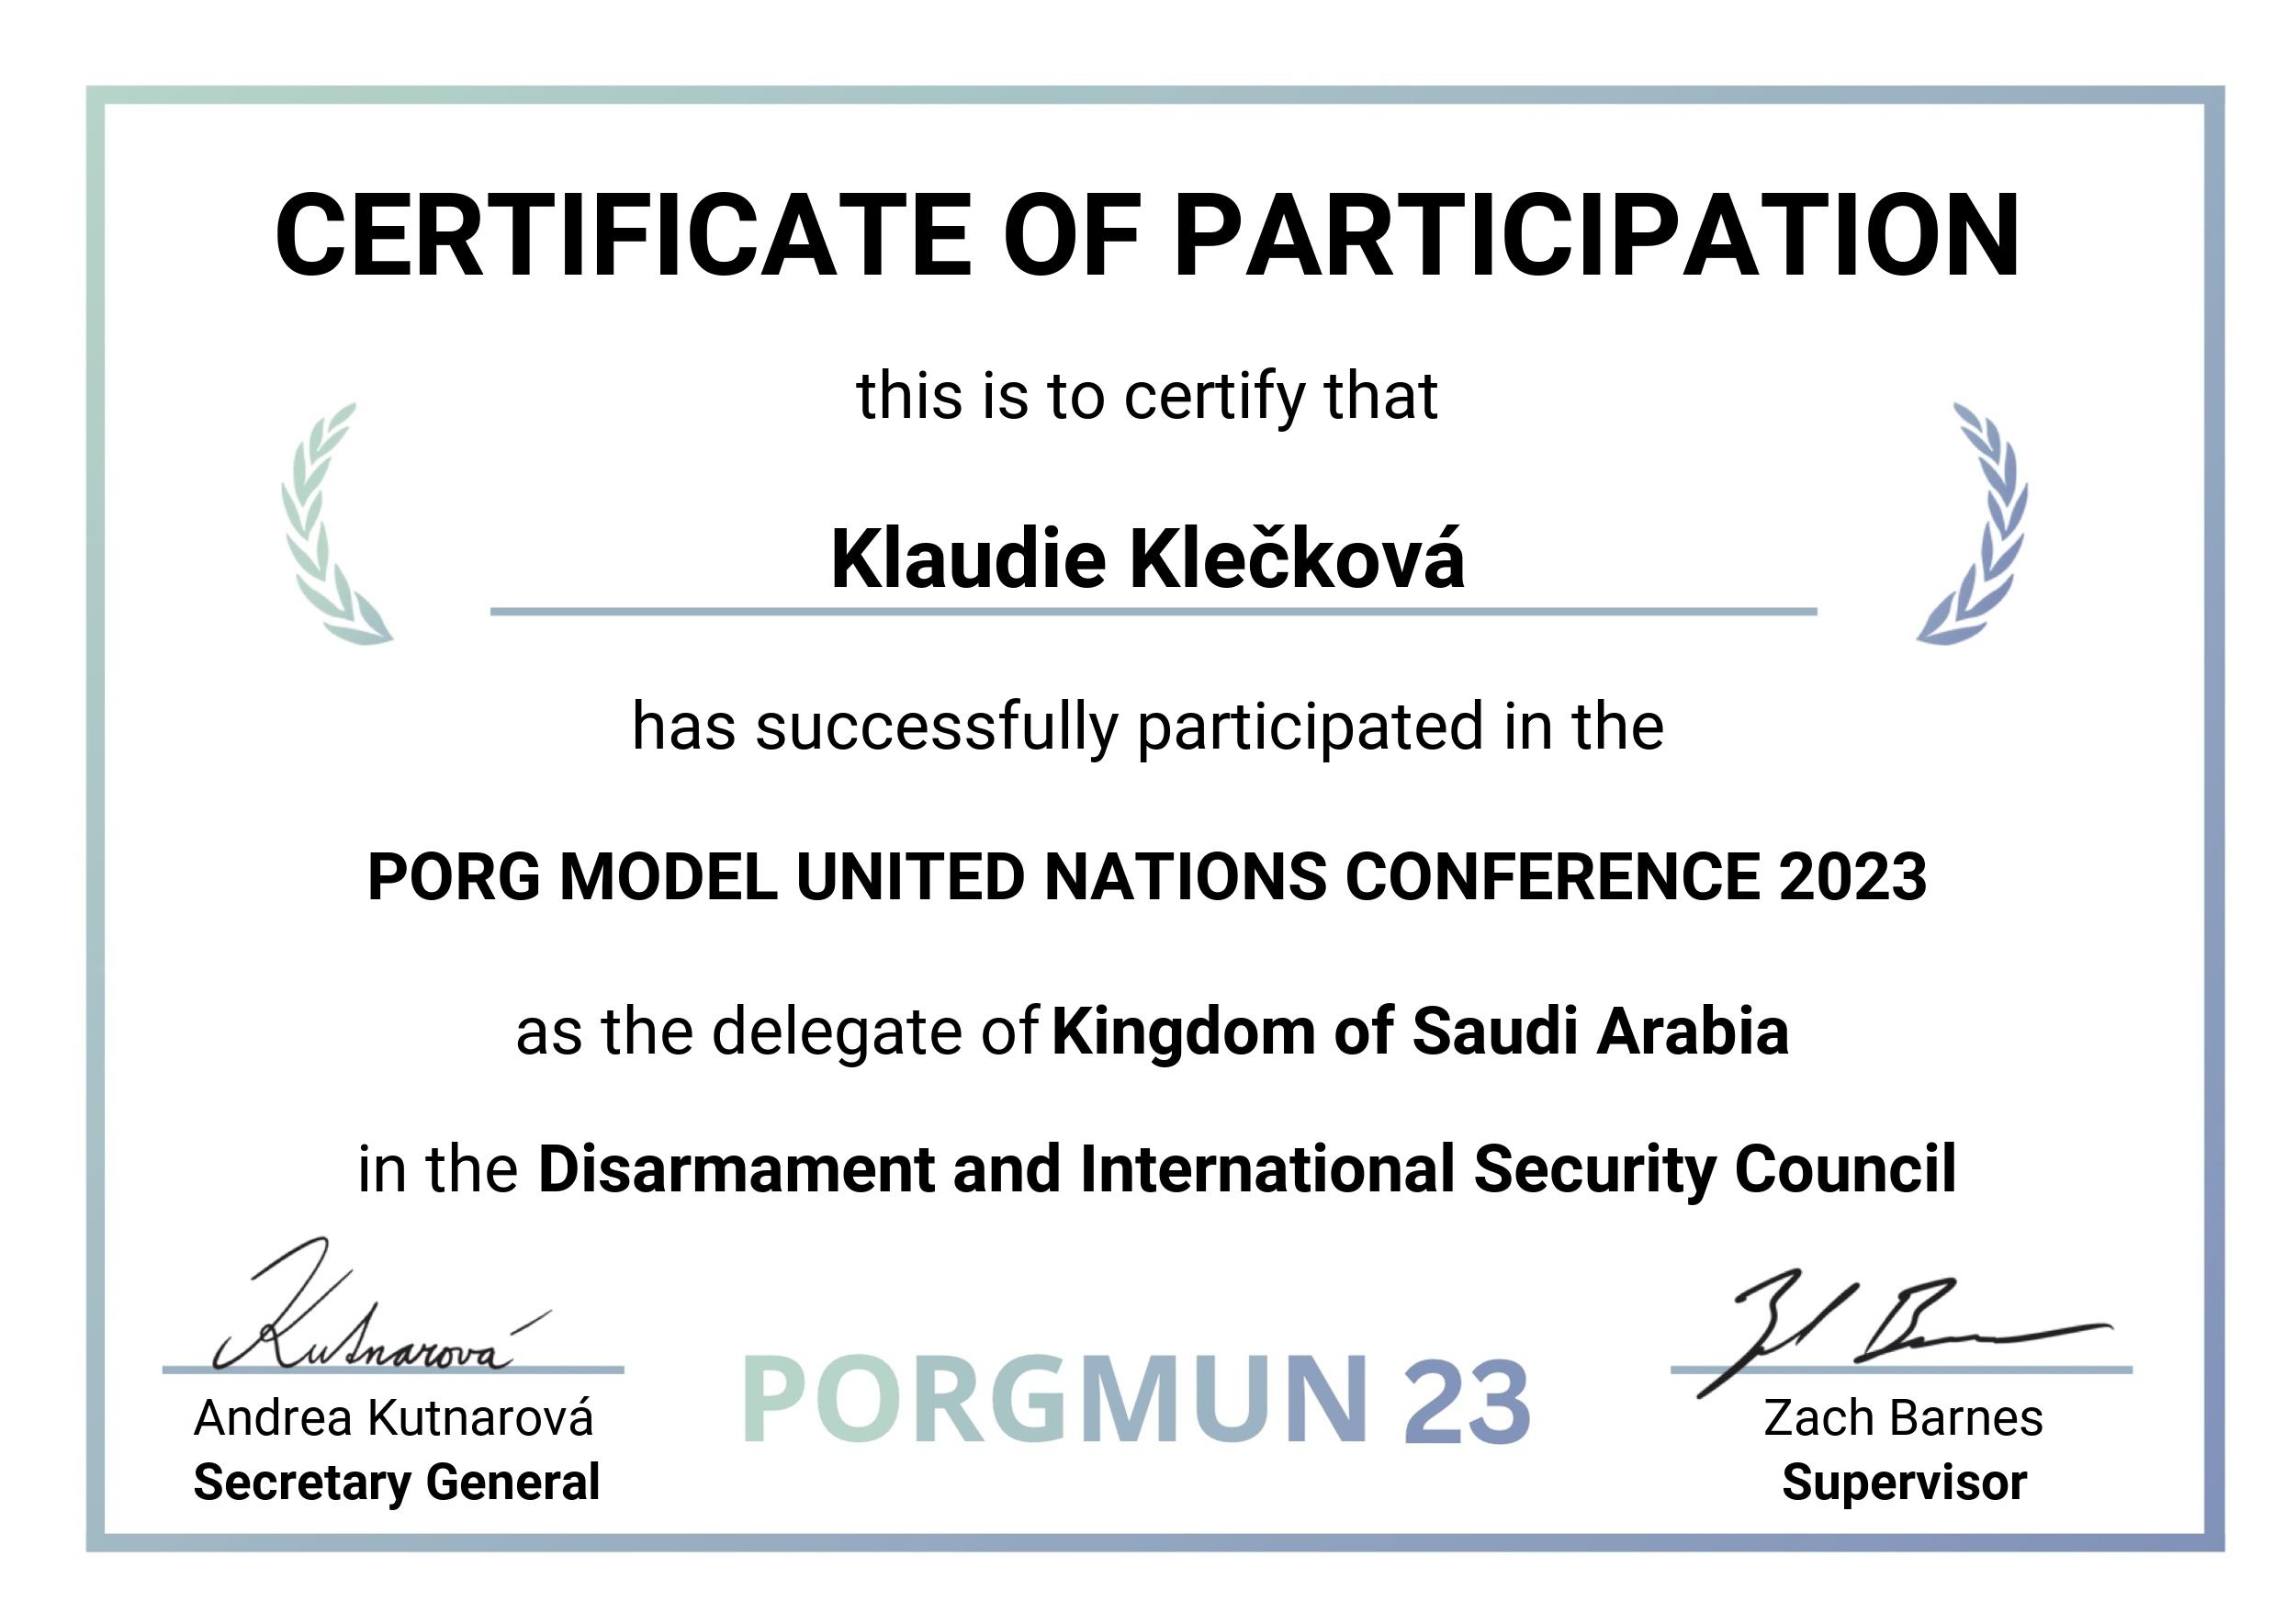 CERTIFICATE OF PARTICIPATION
this is to certify that
Klaudie Klečková
has successfully participated in the
PORG MODEL UNITED NATIONS CONFERENCE 2023
as the delegate of Kingdom of Saudi Arabia
in the Disarmament and International Security Council
Kutnarová
Andrea Kutnarová
Secretary General
PORGMUN 23
Zach Barnes
Supervisor